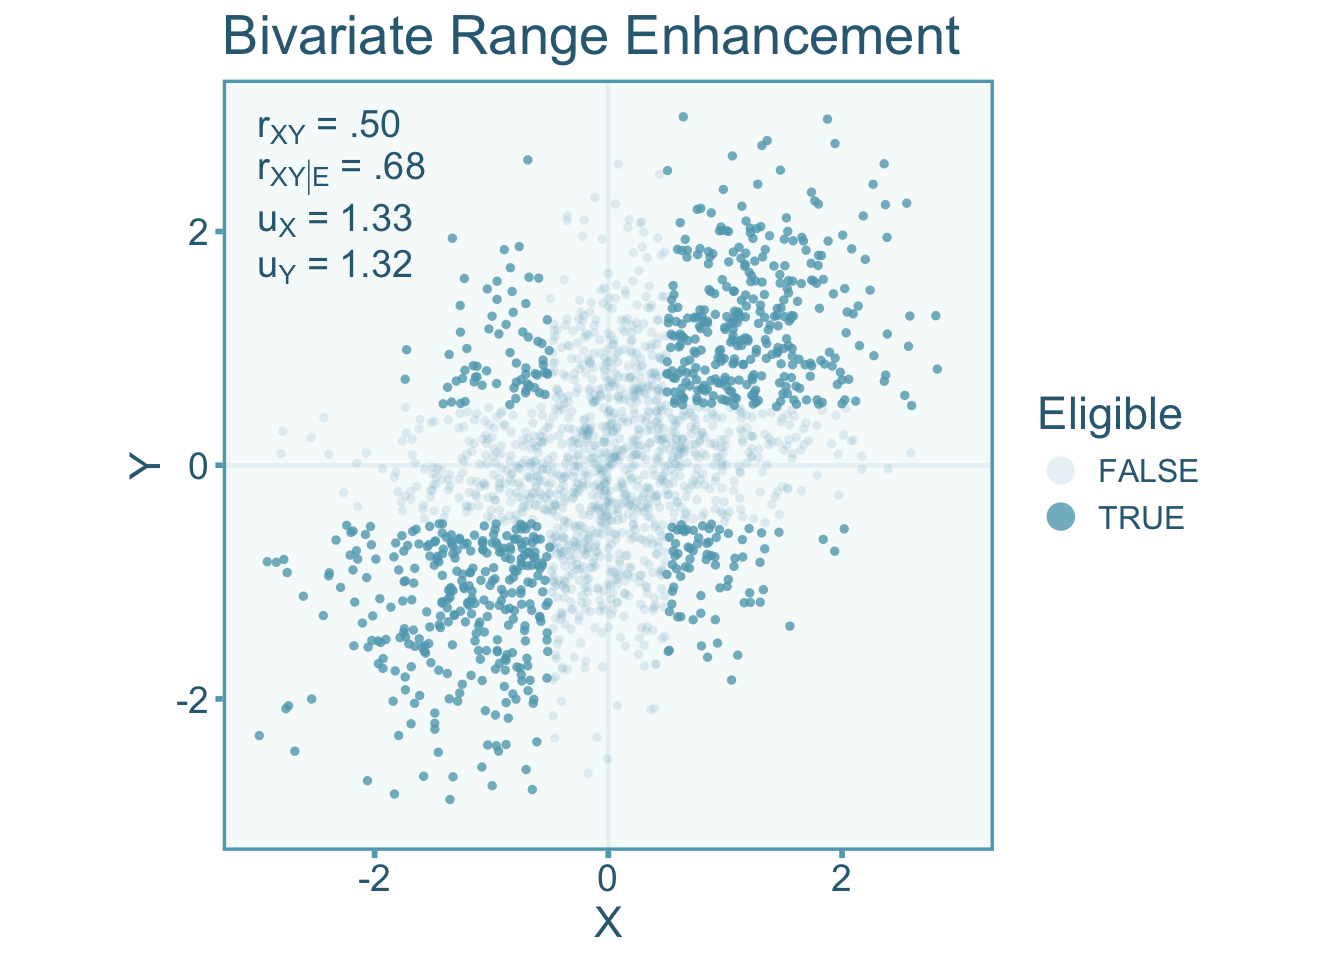 Bivariate Range Enhancement
rXY = .50
rXY|E = .68
uX = 1.33
uY = 1.32
2
0
-2
Y
-2 0 2
X
Eligible
FALSE
TRUE